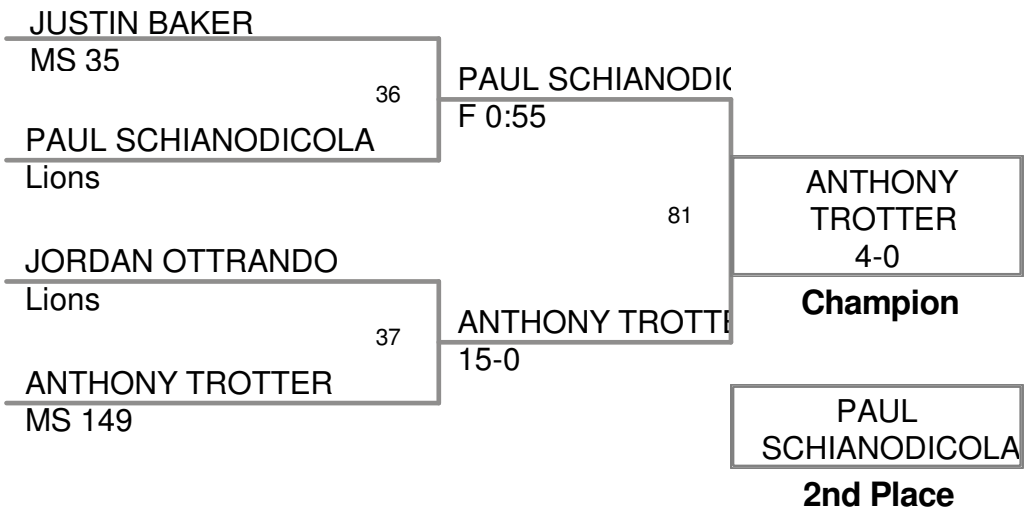 JUSTIN BAKER
MS 35
36
PAUL SCHIANODICOLA
Lions
PAUL SCHIANODIC
F 0:55
JORDAN OTTRANDO
Lions
37
ANTHONY TROTTER
MS 149
ANTHONY TROTTE
15-0
81
ANTHONY
TROTTER
4-0
Champion
PAUL
SCHIANODICOLA
2nd Place